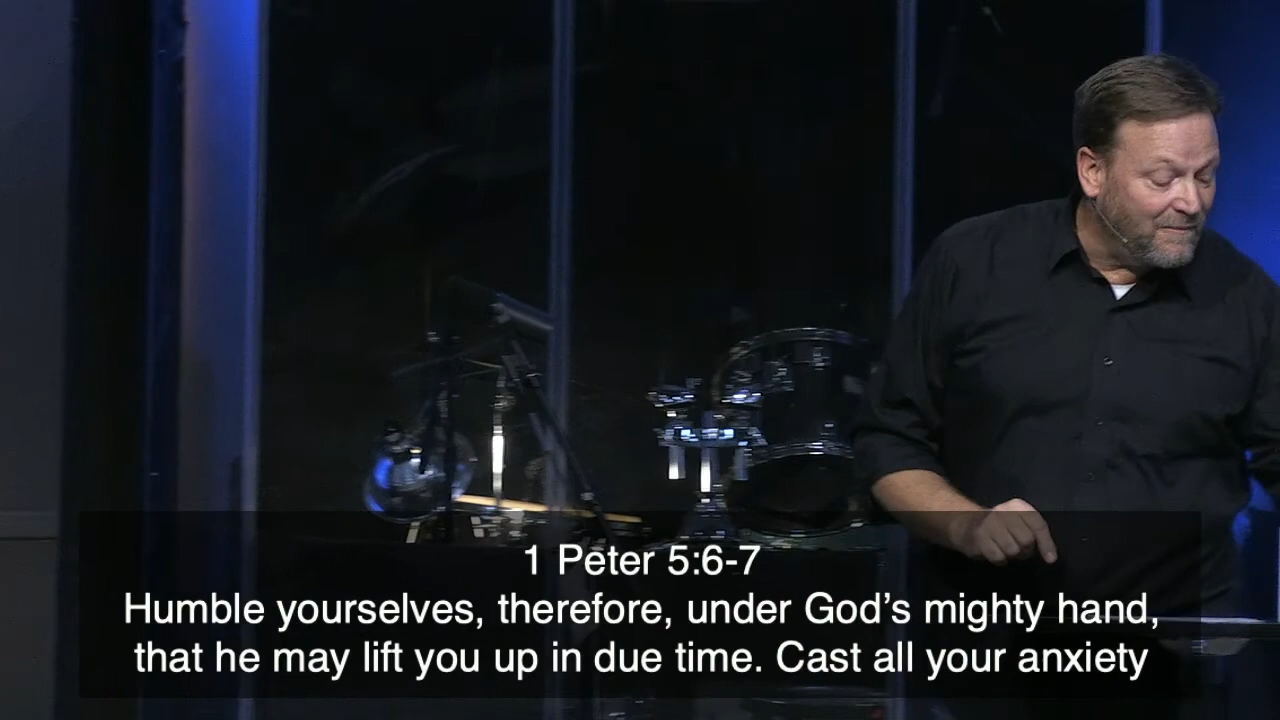 1 Peter 5:6-7
Humble yourselves, therefore, under God’s mighty hand,
that he may lift you up in due time. Cast all your anxiety